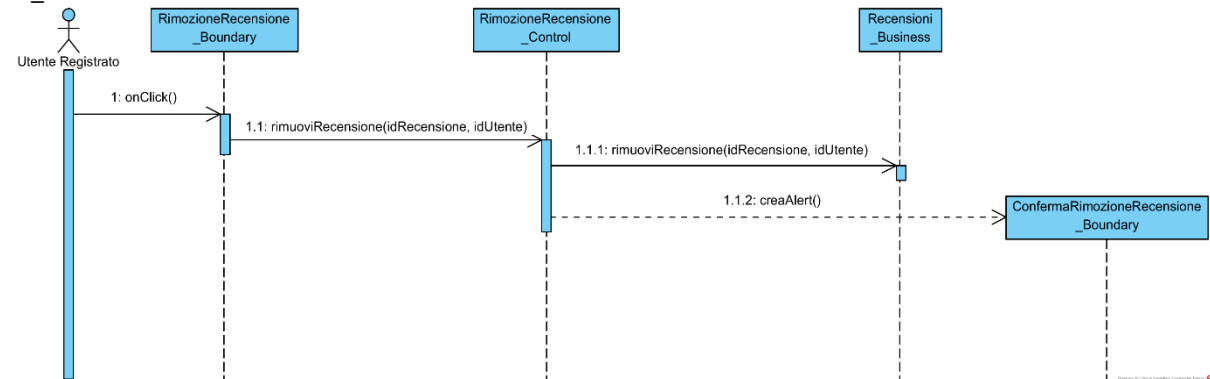 RimozioneRecensione
_Boundary
RimozioneRecensione
_Control
Recensioni
_Business
Utente Registrato
1: onClick()
1.1: rimuoviRecensione(idRecensione, idUtente)
1.1.1: rimuoviRecensione(idRecensione, idUtente)
1.1.2: creaAlert()
ConfermaRimozioneRecensione
_Boundary